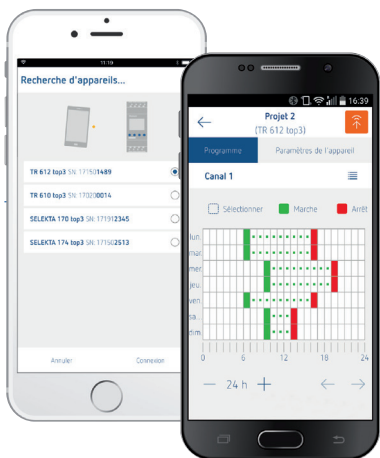 11:19
Recherche d'appareils...
TR 612 top3 SN: 171501489
TR 610 top3 SN: 170200014
SELEKTA 170 top3 SN: 171912345
SELEKTA 174 top3 SN: 171502513
Annuler Connexion
16:39
Projet 2
(TR 612 top3)
Programme Paramètres de l'appareil
Canal 1
Sélectionner Marche Arrêt
lun.
mar.
mer.
jeu.
ven.
sa...
dim.
0 6 12 18 24
24 h